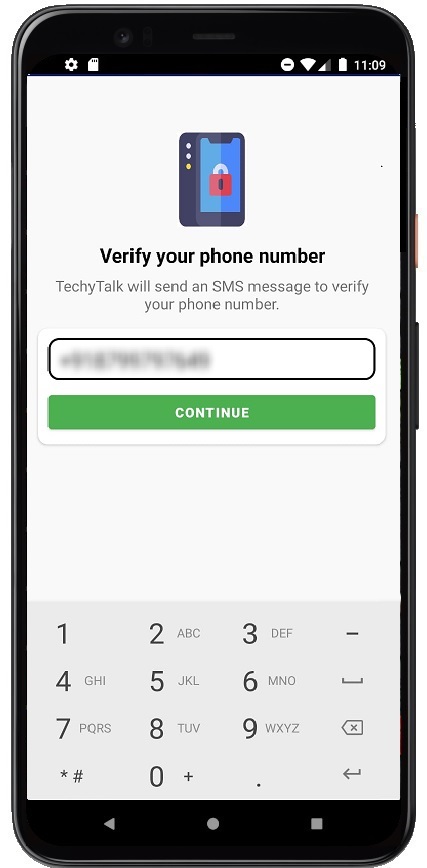 11:09
Verify your phone number
TechyTalk will send an SMS message to verify
your phone number.
CONTINUE
1 2 ABC 3 DEF –
4 GHI 5 JKL 6 MNO
7 PQRS 8 TUV 9 WXYZ
* # 0 + .